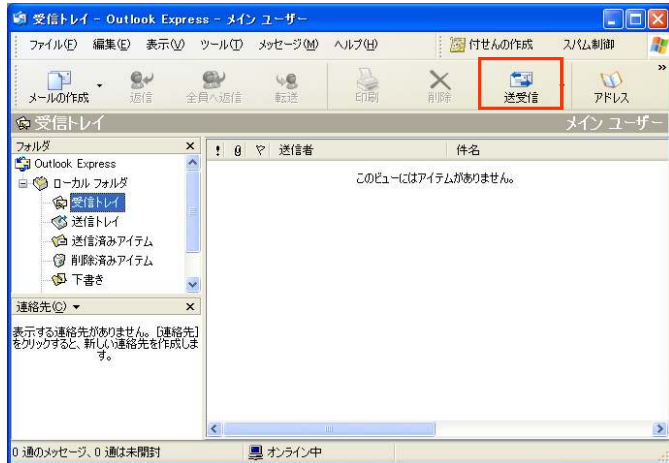 受信トレイ - Outlook Express - メイン ユーザー
ファイル(F) 編集(E) 表示(V) ツール(T) メッセージ(M) ヘルプ(H) 付せんの作成 スパム制御
メールの作成 返信 全員へ返信 転送 印刷 削除 送受信 アドレス »
受信トレイ メイン ユーザー
フォルダ × ! 送信者 件名
Outlook Express
ローカル フォルダ
受信トレイ
送信トレイ
送信済みアイテム
削除済みアイテム
下書き
このビューにはアイテムがありません。
連絡先(C) ▼ ×
表示する連絡先がありません。[連絡先]
をクリックすると、新しい連絡先を作成しま
す。
0 通のメッセージ、0 通は未開封 オンライン中